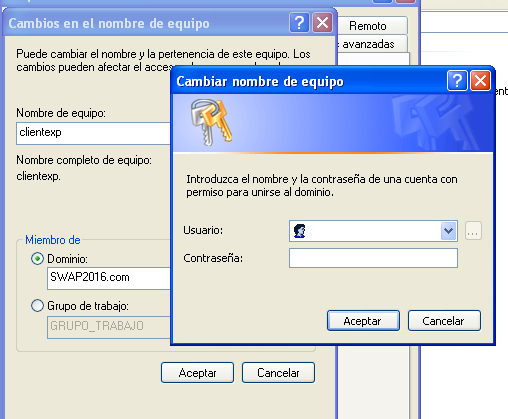 Cambios en el nombre de equipo
Remoto
avanzadas
Puede cambiar el nombre y la pertenencia de este equipo. Los
cambios pueden afectar el
Nombre de equipo:
clientexp
Nombre completo de equipo:
clientexp.
Miembro de
Dominio:
SWAP2016.com
Grupo de trabajo:
GRUPO_TRABAJO
Aceptar
Cancelar
Cambiar nombre de equipo
Introduzca el nombre y la contraseña de una cuenta con
permiso para unirse al dominio.
Usuario:
...
Contraseña:
Aceptar
Cancelar